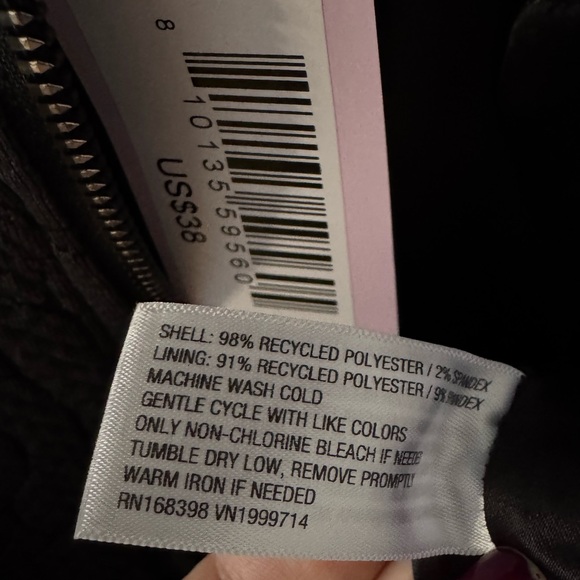 8
10135 59560
US$38
SHELL: 98% RECYCLED POLYESTER / 2% SPANDEX
LINING: 91% RECYCLED POLYESTER / 9% SPANDEX
MACHINE WASH COLD
GENTLE CYCLE WITH LIKE COLORS
ONLY NON-CHLORINE BLEACH IF NEEDED
TUMBLE DRY LOW, REMOVE PROMPTLY
WARM IRON IF NEEDED
RN168398 VN1999714